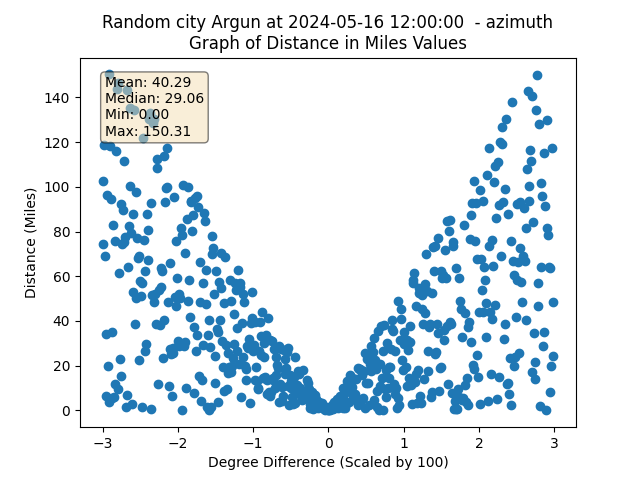 Random city Argun at 2024-05-16 12:00:00 - azimuth
Graph of Distance in Miles Values
Mean: 40.29
Median: 29.06
Min: 0.00
Max: 150.31
140
120
100
80
60
40
20
0
Distance (Miles)
−3 −2 −1 0 1 2 3
Degree Difference (Scaled by 100)